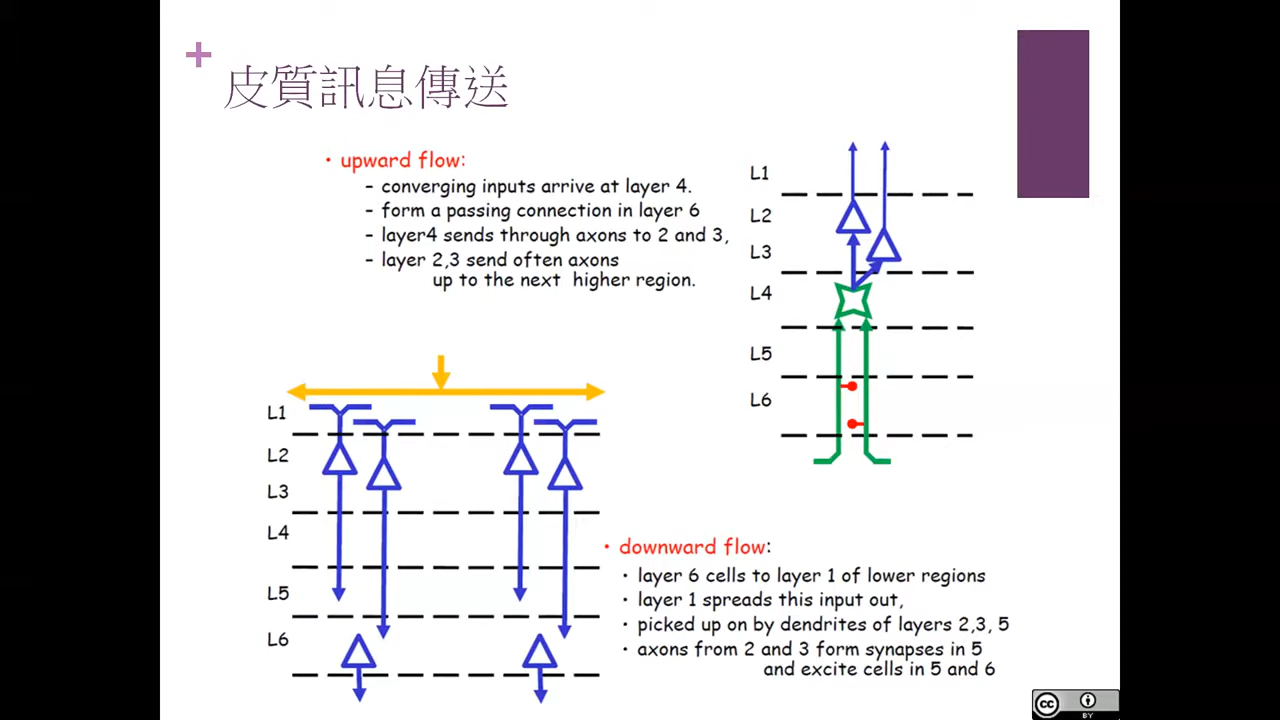 皮質訊息傳送
• upward flow:
– converging inputs arrive at layer 4.
– form a passing connection in layer 6
– layer4 sends through axons to 2 and 3,
– layer 2,3 send often axons
up to the next higher region.
L1
L2
L3
L4
L5
L6
L1
L2
L3
L4
L5
L6
• downward flow:
• layer 6 cells to layer 1 of lower regions
• layer 1 spreads this input out,
• picked up on by dendrites of layers 2,3, 5
• axons from 2 and 3 form synapses in 5
and excite cells in 5 and 6
CC
BY